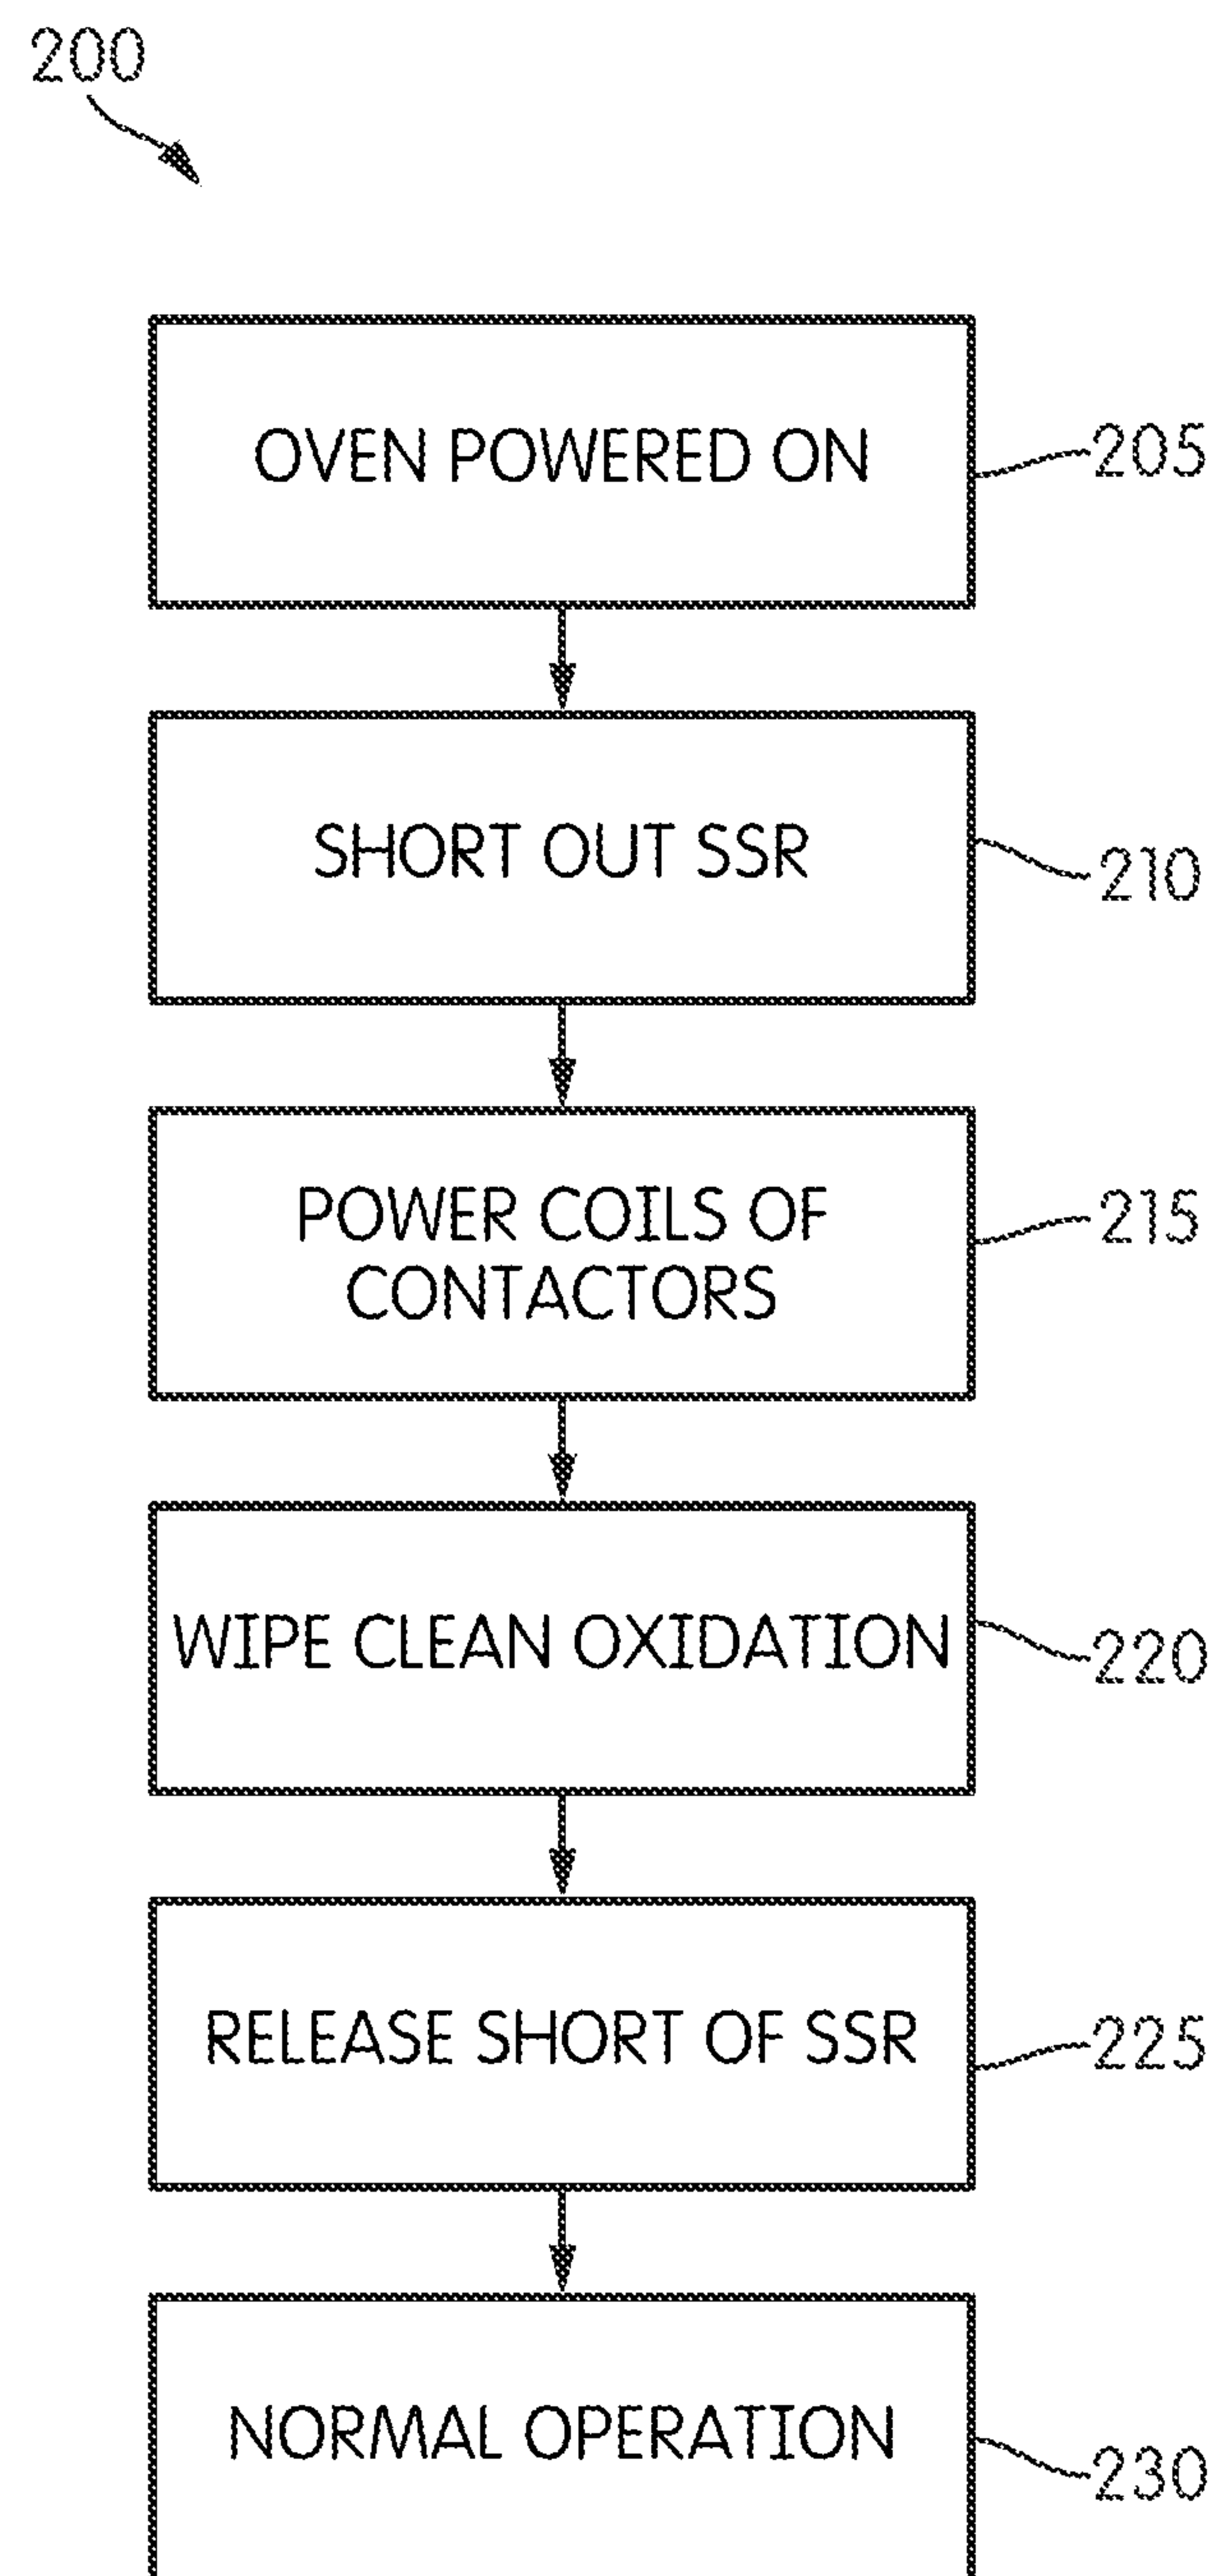 200
OVEN POWERED ON
205
SHORT OUT SSR
210
POWER COILS OF
CONTACTORS
215
WIPE CLEAN OXIDATION
220
RELEASE SHORT OF SSR
225
NORMAL OPERATION
230